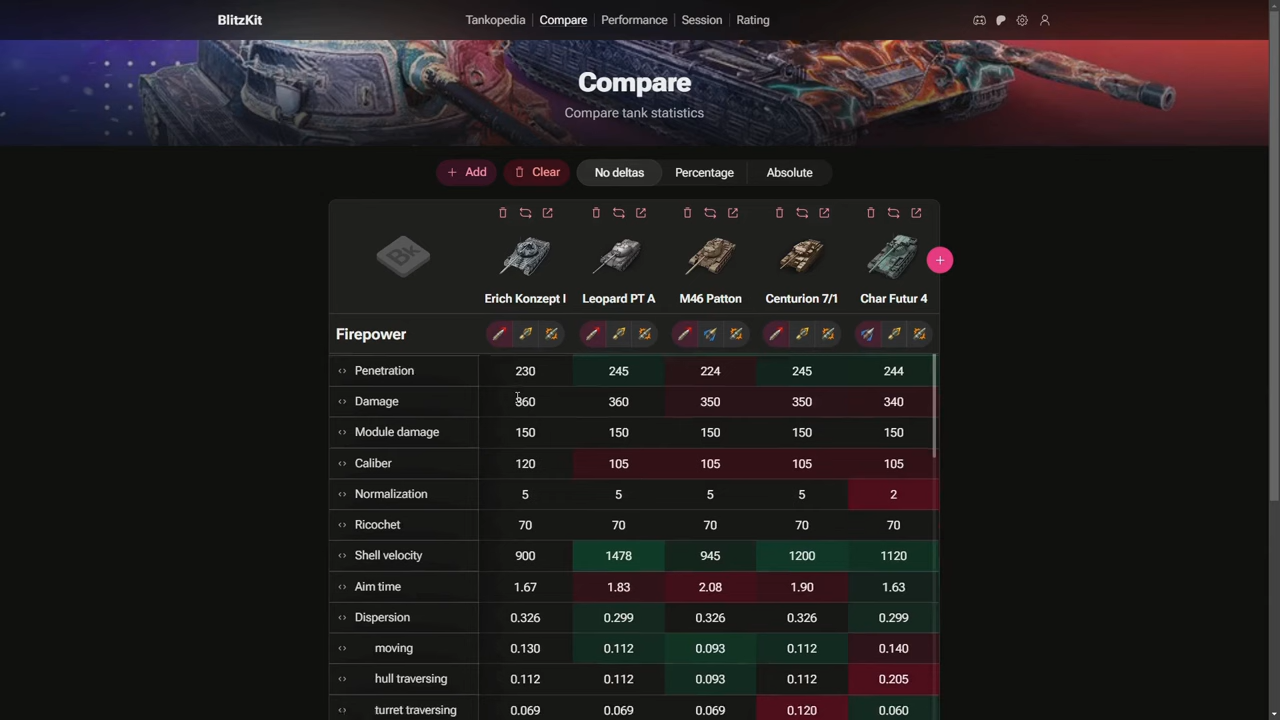 BlitzKit Tankopedia Compare Performance Session Rating
Compare
Compare tank statistics
+ Add Clear No deltas Percentage Absolute
Bk
Erich Konzept I Leopard PT A M46 Patton Centurion 7/1 Char Futur 4
Firepower
Penetration 230 245 224 245 244
Damage 360 360 350 350 340
Module damage 150 150 150 150 150
Caliber 120 105 105 105 105
Normalization 5 5 5 5 2
Ricochet 70 70 70 70 70
Shell velocity 900 1478 945 1200 1120
Aim time 1.67 1.83 2.08 1.90 1.63
Dispersion 0.326 0.299 0.326 0.326 0.299
moving 0.130 0.112 0.093 0.112 0.140
hull traversing 0.112 0.112 0.093 0.112 0.205
turret traversing 0.069 0.069 0.069 0.120 0.060